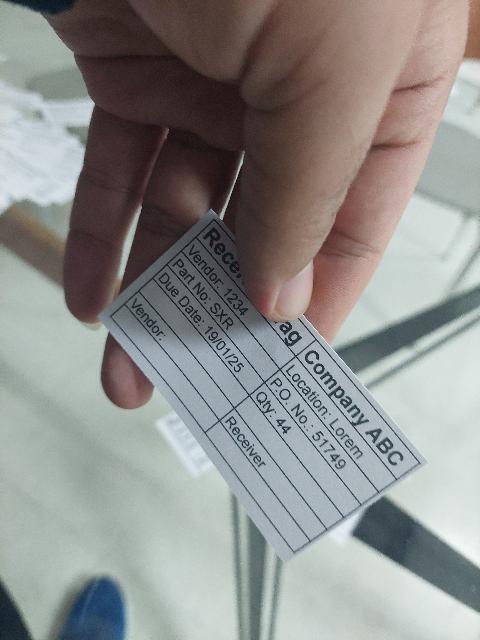 Rece ag Company ABC
Vendor: 1234 Location: Lorem
Part No: SXR P.O. No.: 51749
Due Date: 19/01/25 Qty: 44
Vendor: Receiver